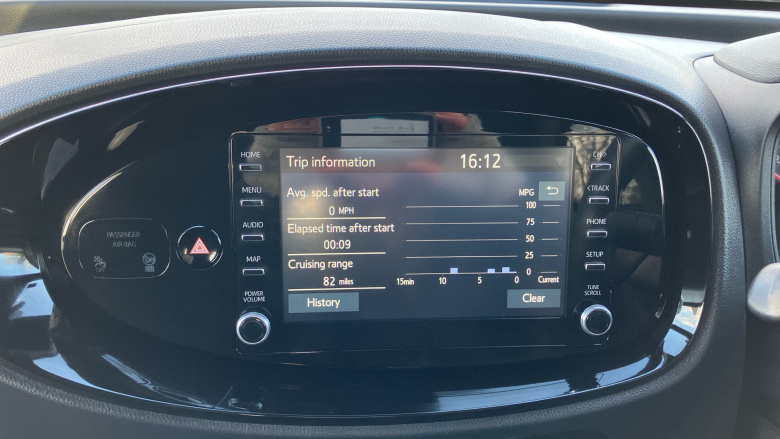 HOME
MENU
AUDIO
MAP
POWER
VOLUME
PASSENGER
AIR BAG
Trip information 16:12
Avg. spd. after start
0 MPH
Elapsed time after start
00:09
Cruising range
82 miles
History
MPG
100
75
50
25
0
15min 10 5 0 Current
Clear
CH>
<TRACK
PHONE
SETUP
TUNE
SCROLL